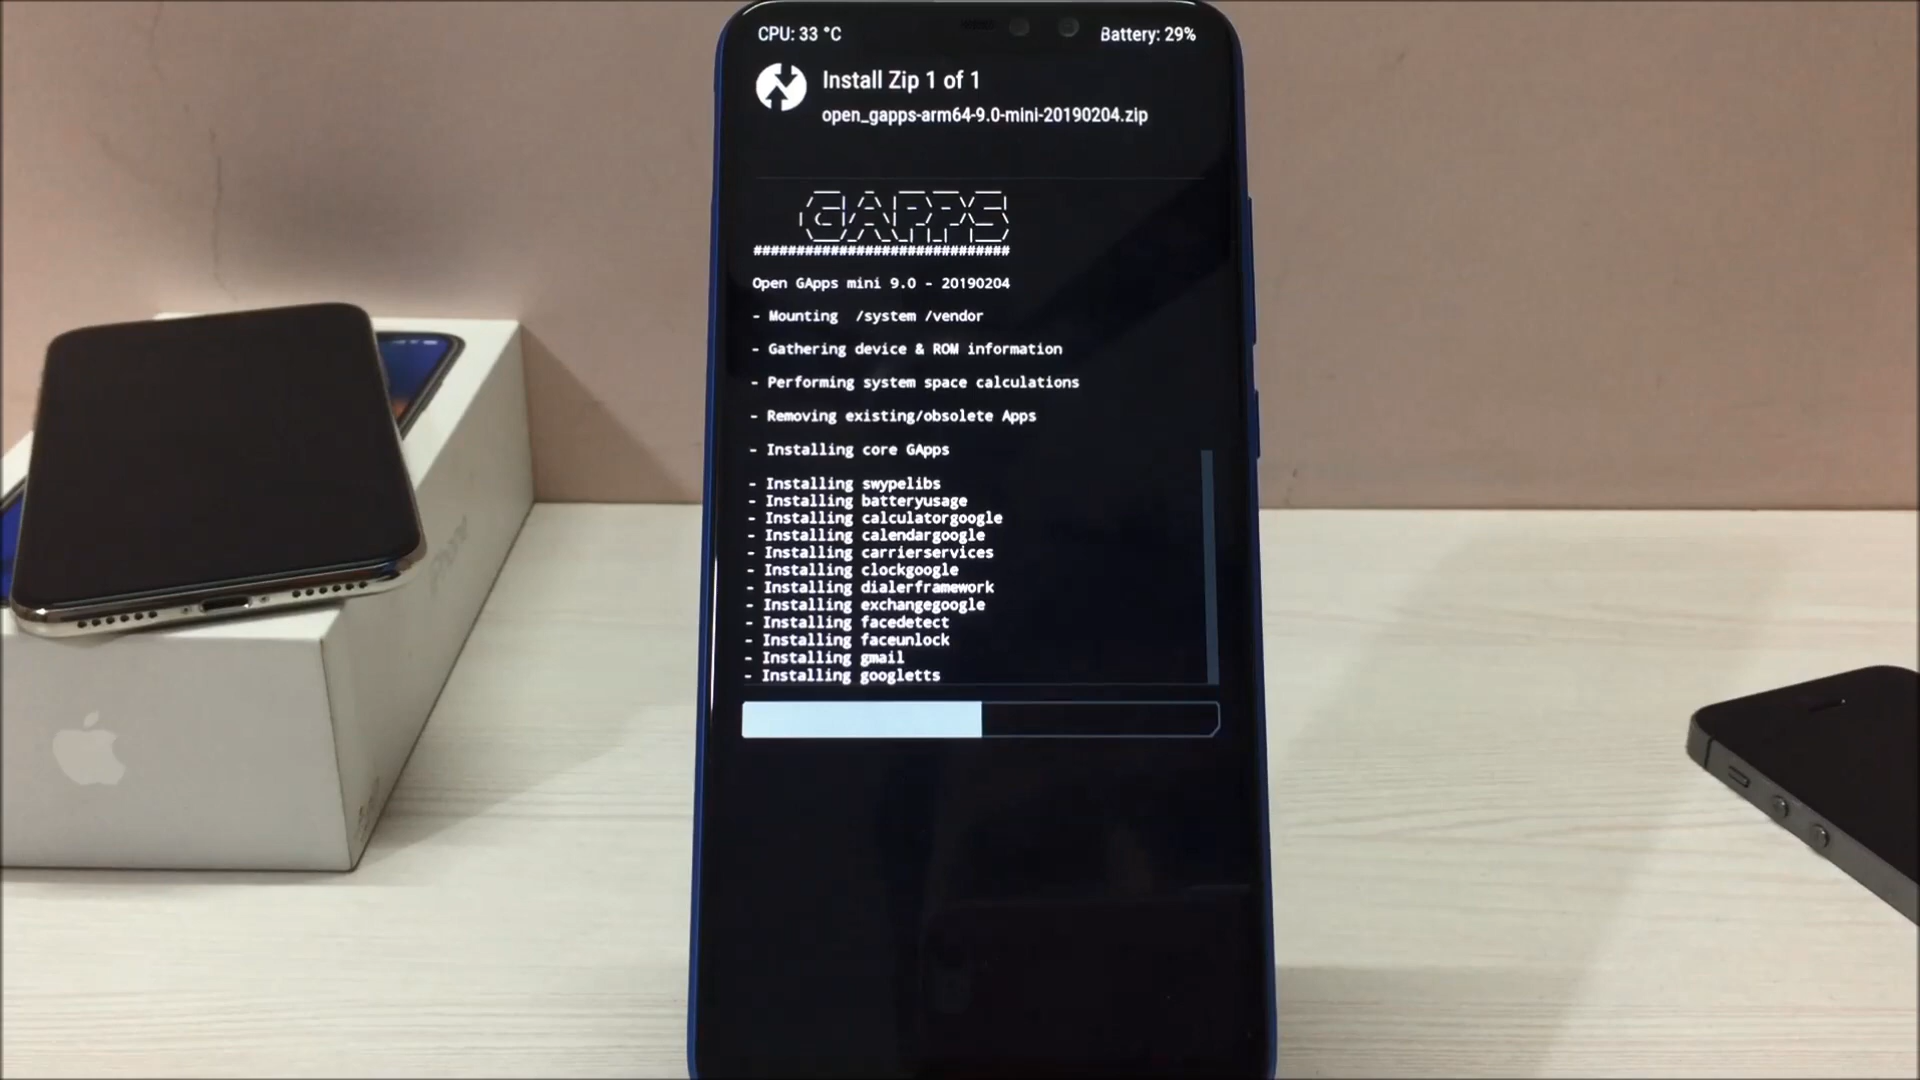 CPU: 33 °C
Battery: 29%
Install Zip 1 of 1
open_gapps-arm64-9.0-mini-20190204.zip
GAPPS
##############################
Open GApps mini 9.0 - 20190204
- Mounting  /system /vendor
- Gathering device & ROM information
- Performing system space calculations
- Removing existing/obsolete Apps
- Installing core GApps
- Installing swypelibs
- Installing batteryusage
- Installing calculatorgoogle
- Installing calendargoogle
- Installing carrierservices
- Installing clockgoogle
- Installing dialerframework
- Installing exchangegoogle
- Installing facedetect
- Installing faceunlock
- Installing gmail
- Installing googletts
iPhone